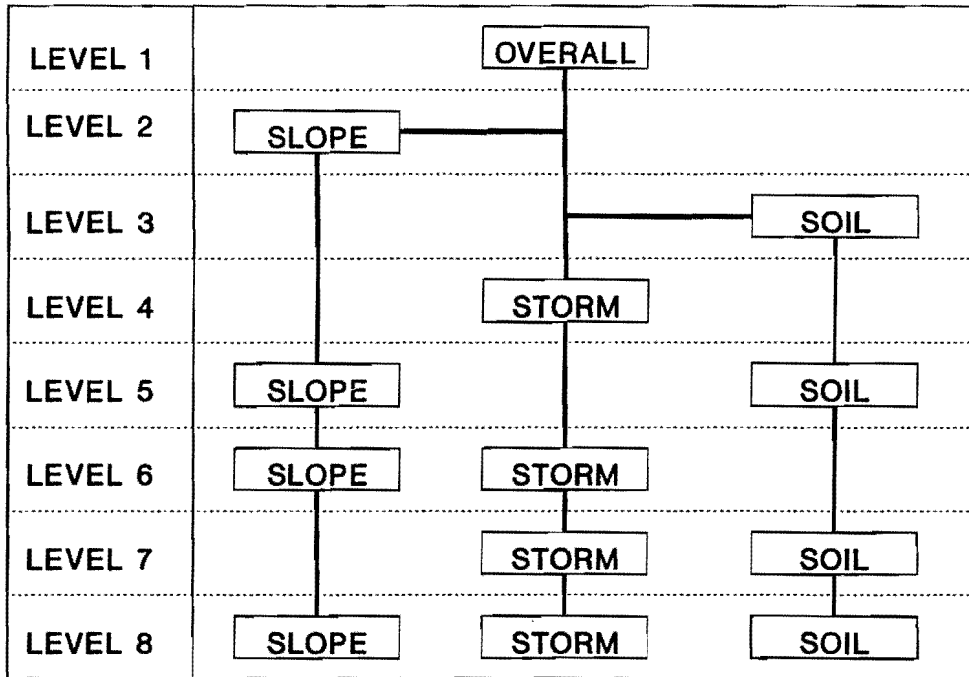 LEVEL 1 OVERALL
LEVEL 2 SLOPE
LEVEL 3 SOIL
LEVEL 4 STORM
LEVEL 5 SLOPE SOIL
LEVEL 6 SLOPE STORM
LEVEL 7 STORM SOIL
LEVEL 8 SLOPE STORM SOIL